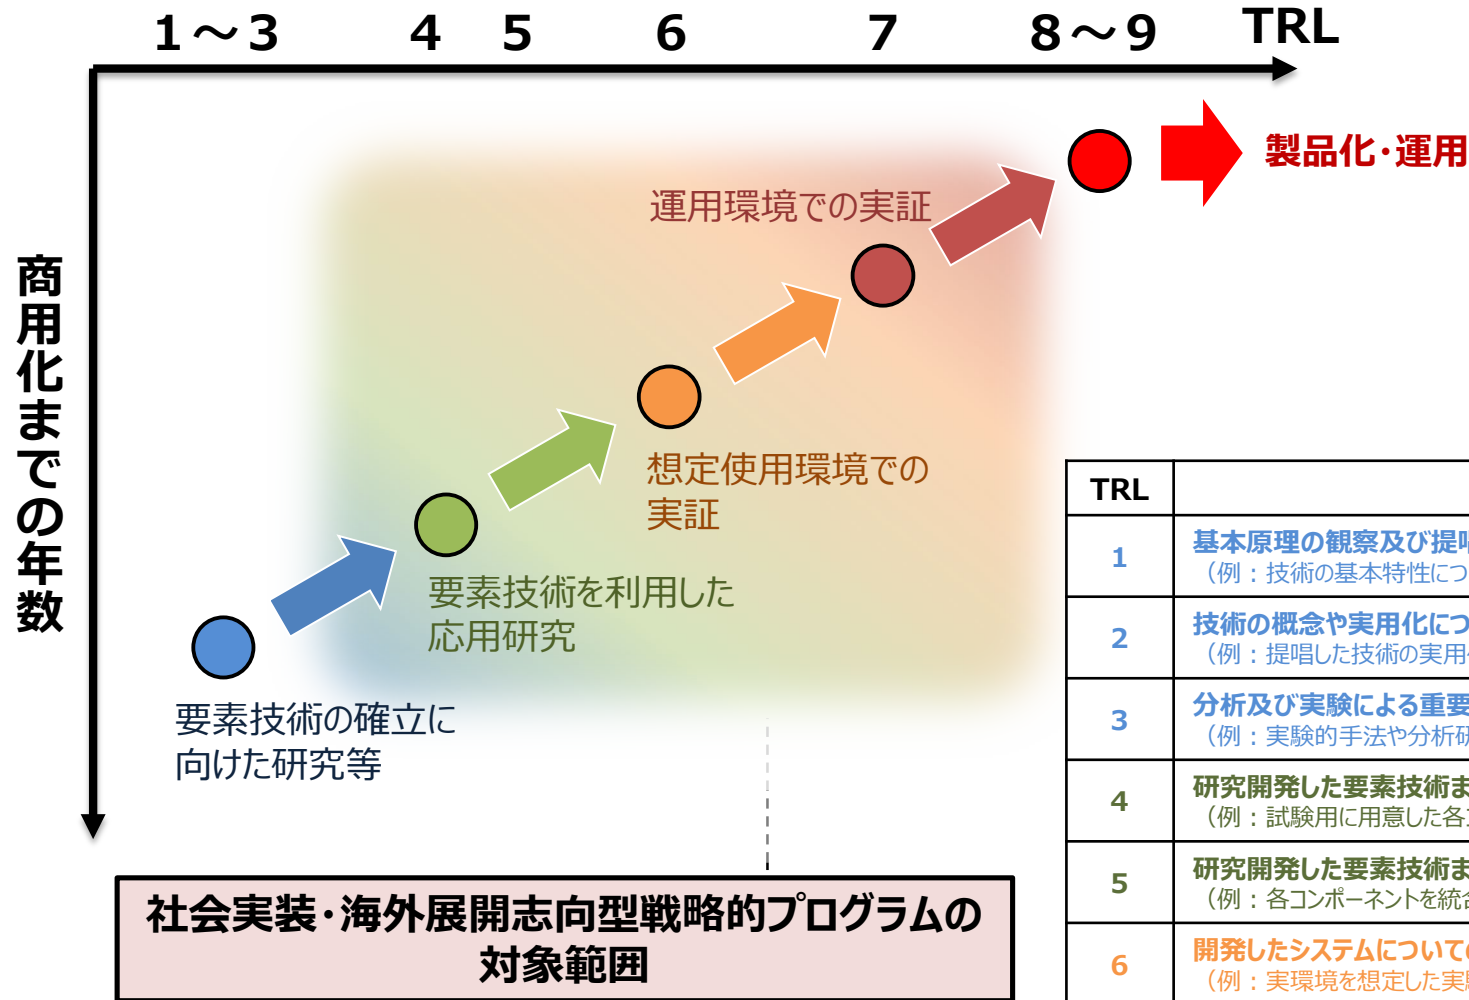 1～3 4 5 6 7 8～9 TRL
製品化・運用
運用環境での実証
商用化までの年数
想定使用環境での
実証
要素技術を利用した
応用研究
要素技術の確立に
向けた研究等
社会実装・海外展開志向型戦略的プログラムの
対象範囲
TRL
1 基本原理の観察及び提
（例：技術の基本特性につ
2 技術の概念や実用化につ
（例：提唱した技術の実用
3 分析及び実験による重要
（例：実験的手法や分析研
4 研究開発した要素技術ま
（例：試験用に用意した各
5 研究開発した要素技術ま
（例：各コンポーネントを統合
6 開発したシステムについて
（例：実環境を想定した実